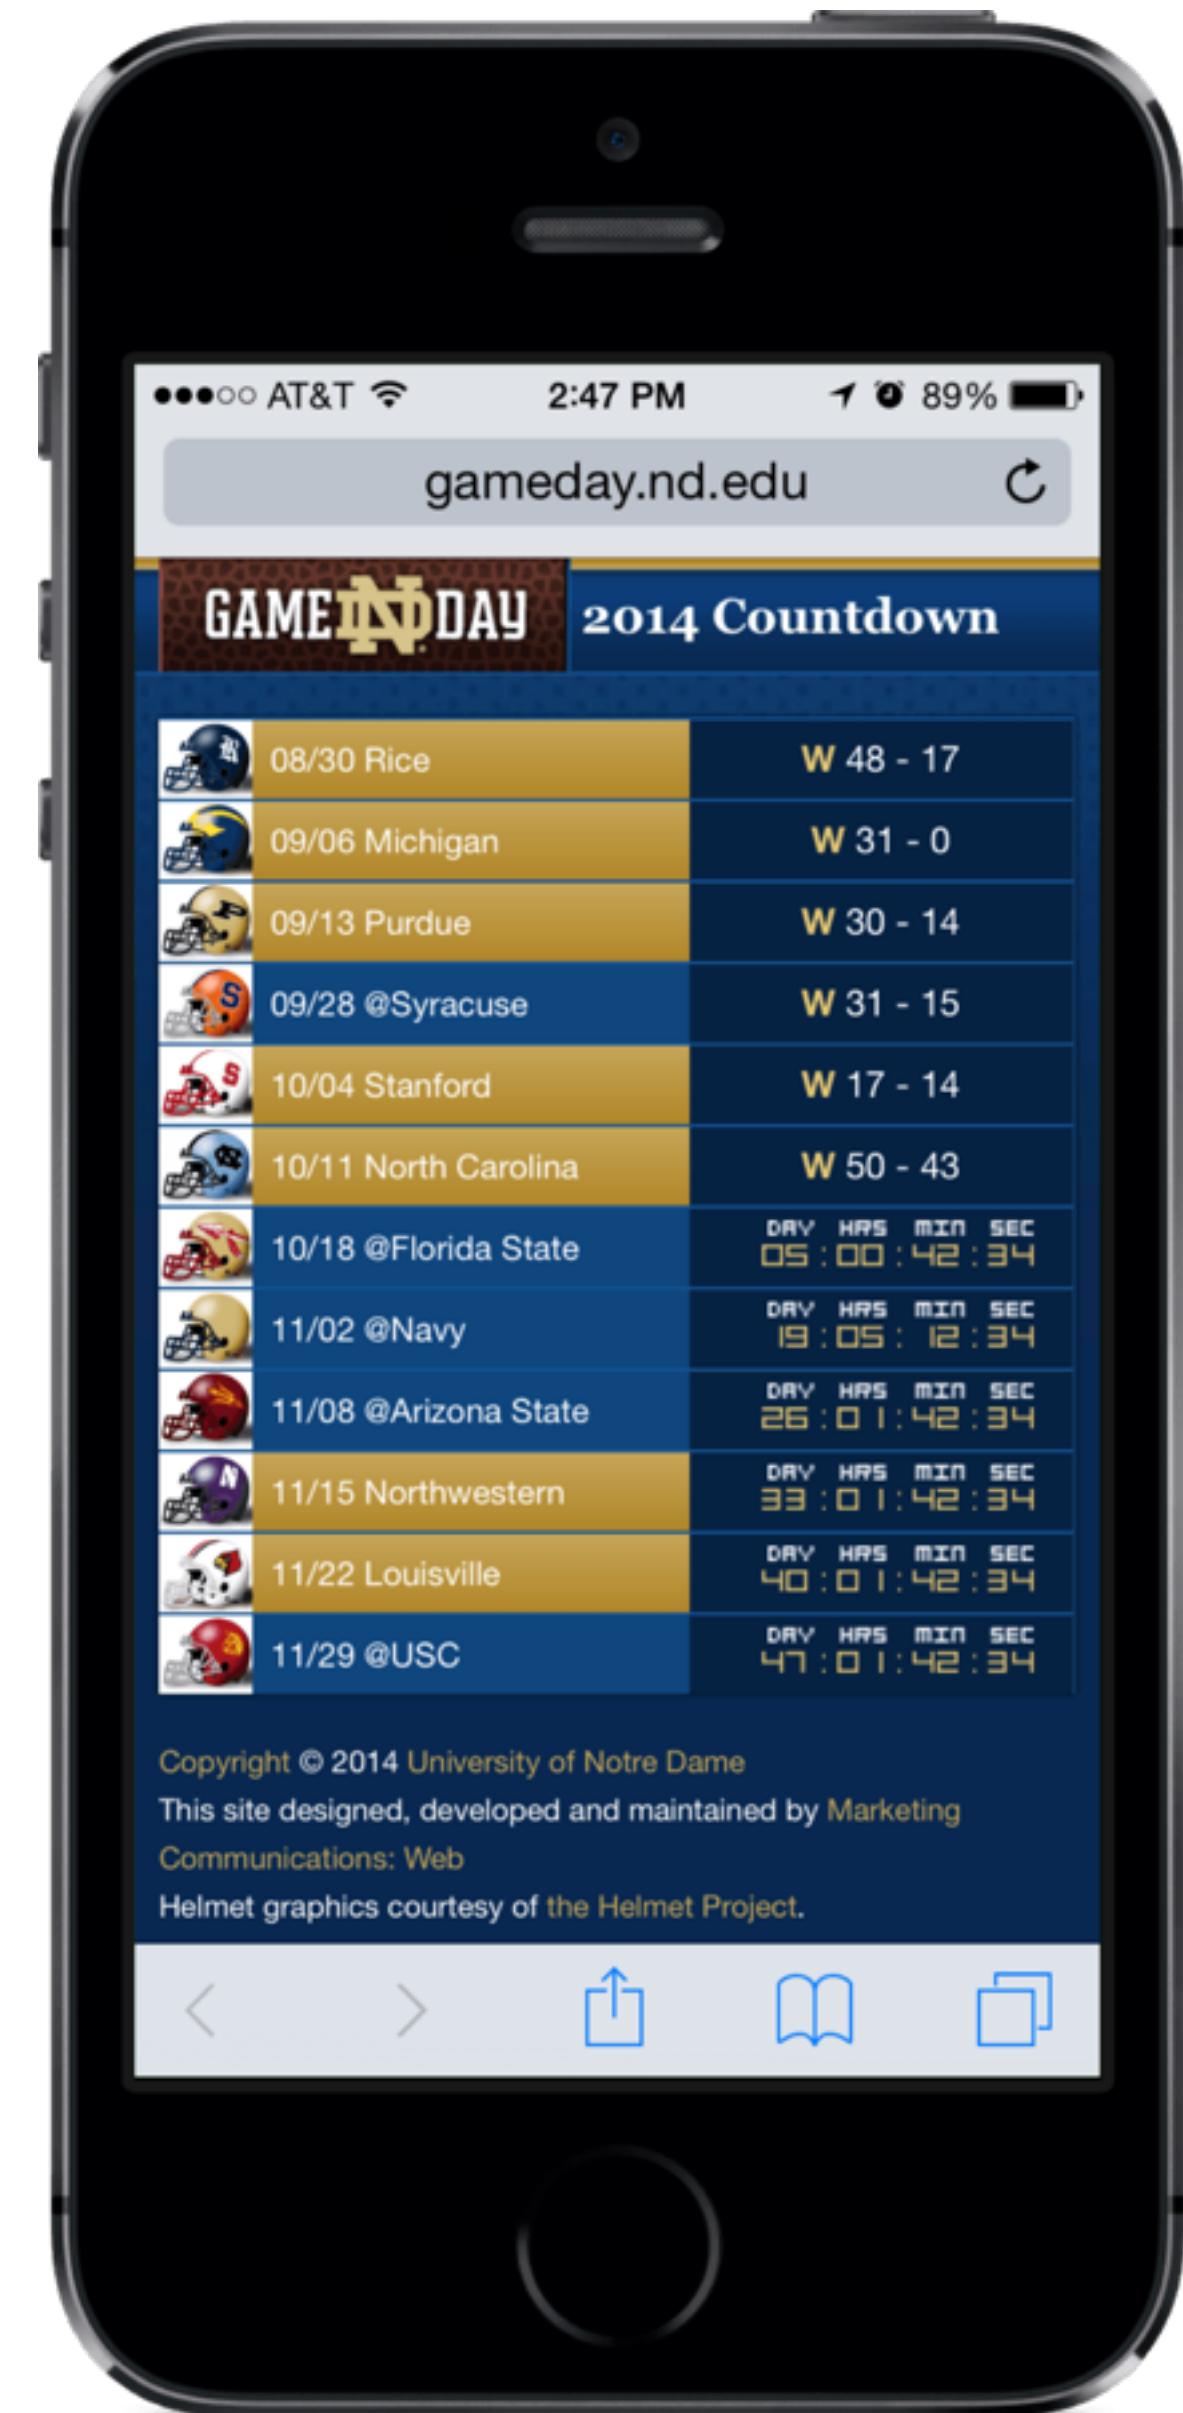 AT&T 2:47 PM 89%
gameday.nd.edu
GAME ND DAY 2014 Countdown
08/30 Rice W 48 - 17
09/06 Michigan W 31 - 0
09/13 Purdue W 30 - 14
09/28 @Syracuse W 31 - 15
10/04 Stanford W 17 - 14
10/11 North Carolina W 50 - 43
DAY HRS MIN SEC
10/18 @Florida State 05:00:42:34
DAY HRS MIN SEC
11/02 @Navy 19:05:12:34
DAY HRS MIN SEC
11/08 @Arizona State 26:01:42:34
DAY HRS MIN SEC
11/15 Northwestern 33:01:42:34
DAY HRS MIN SEC
11/22 Louisville 40:01:42:34
DAY HRS MIN SEC
11/29 @USC 47:01:42:34
Copyright © 2014 University of Notre Dame
This site designed, developed and maintained by Marketing
Communications: Web
Helmet graphics courtesy of the Helmet Project.